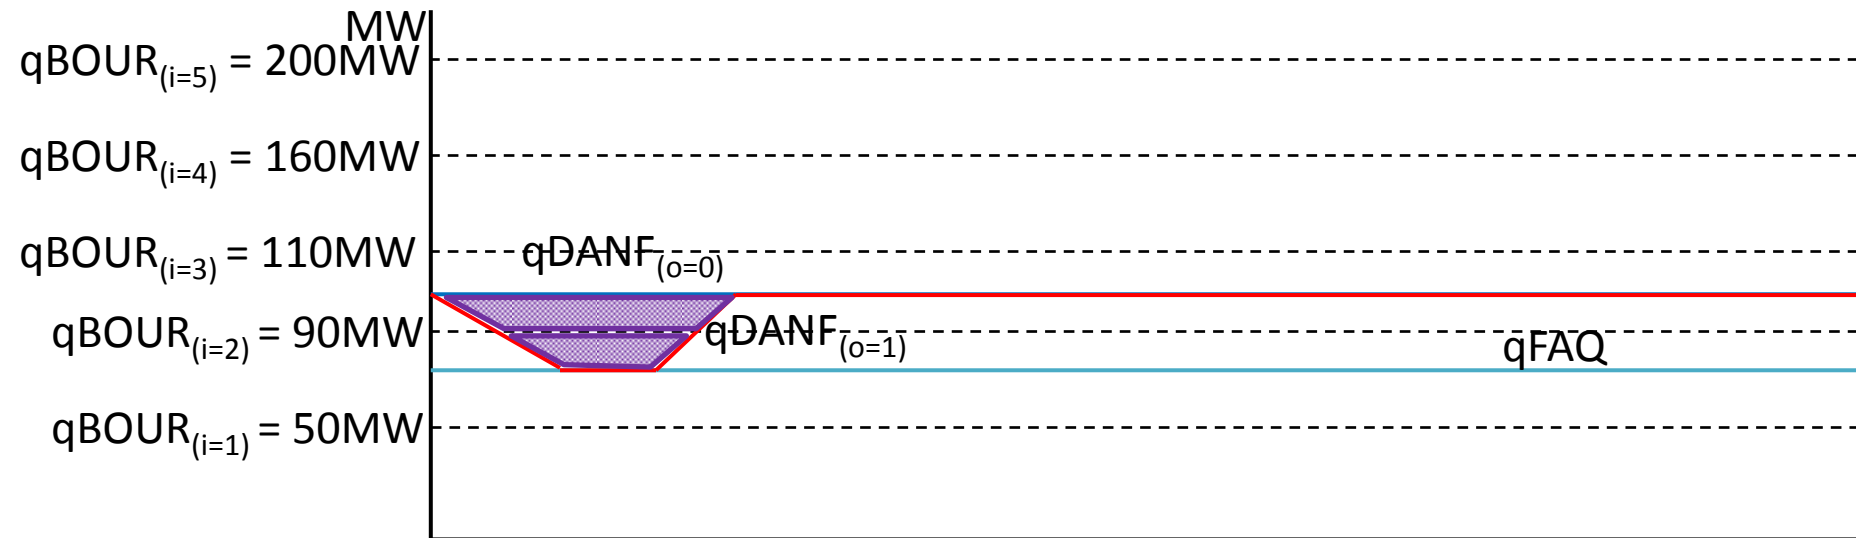 MW
qBOUR(i=5) = 200MW
qBOUR(i=4) = 160MW
qBOUR(i=3) = 110MW
qDANF(o=0)
qBOUR(i=2) = 90MW
qDANF(o=1)
qFAQ
qBOUR(i=1) = 50MW